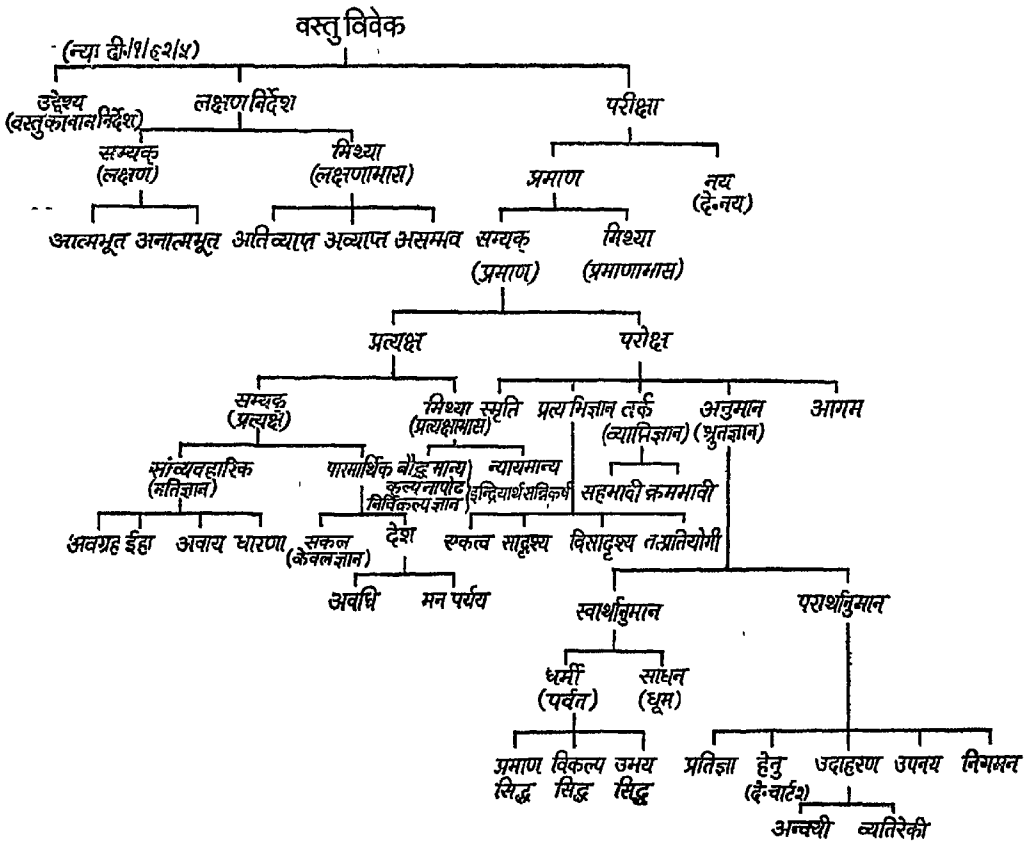 वस्तु विवेक
(न्या दी./१/६२/५)
उद्देश्य लक्षण निर्देश परीक्षा
(वस्तुका नाम निर्देश)
सम्यक् मिथ्या
(लक्षण) (लक्षणाभास) प्रमाण नय
(दे.नय)
आत्मभूत अनात्मभूत अतिव्याप्त अव्याप्त असम्भव सम्यक् मिथ्या
(प्रमाण) (प्रमाणाभास)
प्रत्यक्ष परोक्ष
सम्यक् मिथ्या स्मृति प्रत्यभिज्ञान तर्क अनुमान आगम
(प्रत्यक्ष) (प्रत्यक्षाभास) (व्याप्तिज्ञान) (श्रुतज्ञान)
सांव्यवहारिक पारमार्थिक बौद्ध मान्य न्यायमान्य
(मतिज्ञान) कल्पनापोढ इन्द्रियार्थसन्निकर्ष सहभावी क्रमभावी
निर्विकल्प ज्ञान
अवग्रह ईहा अवाय धारणा सकल देश एकत्व सादृश्य विसादृश्य तत्प्रतियोगी
(केवलज्ञान)
अवधि मन पर्यय
स्वार्थानुमान परार्थानुमान
धर्मी साधन
(पर्वत) (धूम)
प्रमाण विकल्प उभय प्रतिज्ञा हेतु उदाहरण उपनय निगमन
सिद्ध सिद्ध सिद्ध (दे.चार्ट२)
अन्वयी व्यतिरेकी